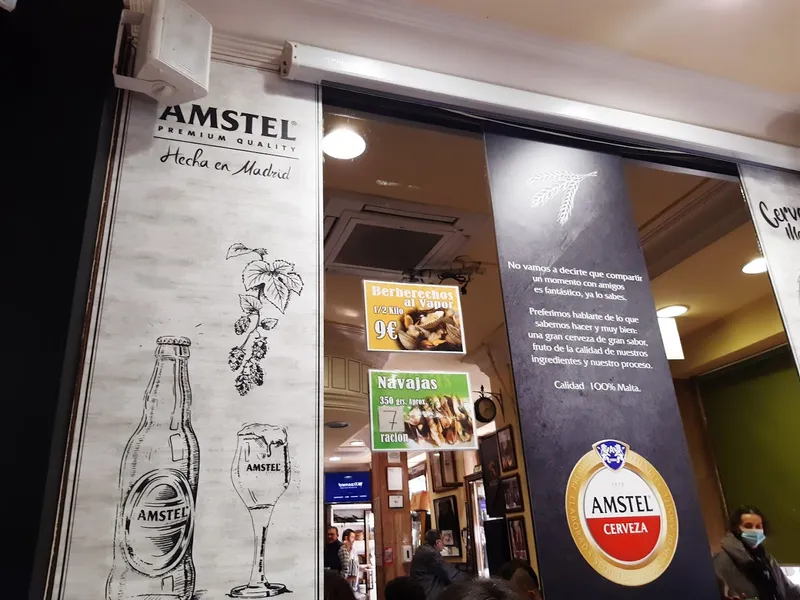 AMSTEL
PREMIUM QUALITY
Hecha en Madrid
AMSTEL
AMSTEL
Berberechos
al Vapor
1/2 Kilo
9€
Navajas
350 grs. Aprox.
7
ración
No vamos a decirte que compartir
un momento con amigos
es fantástico, ya lo sabes.
Preferimos hablarte de lo que
sabemos hacer y muy bien:
una gran cerveza de gran sabor,
fruto de la calidad de nuestros
ingredientes y nuestro proceso.
Calidad 100% Malta.
AMSTEL
CERVEZA